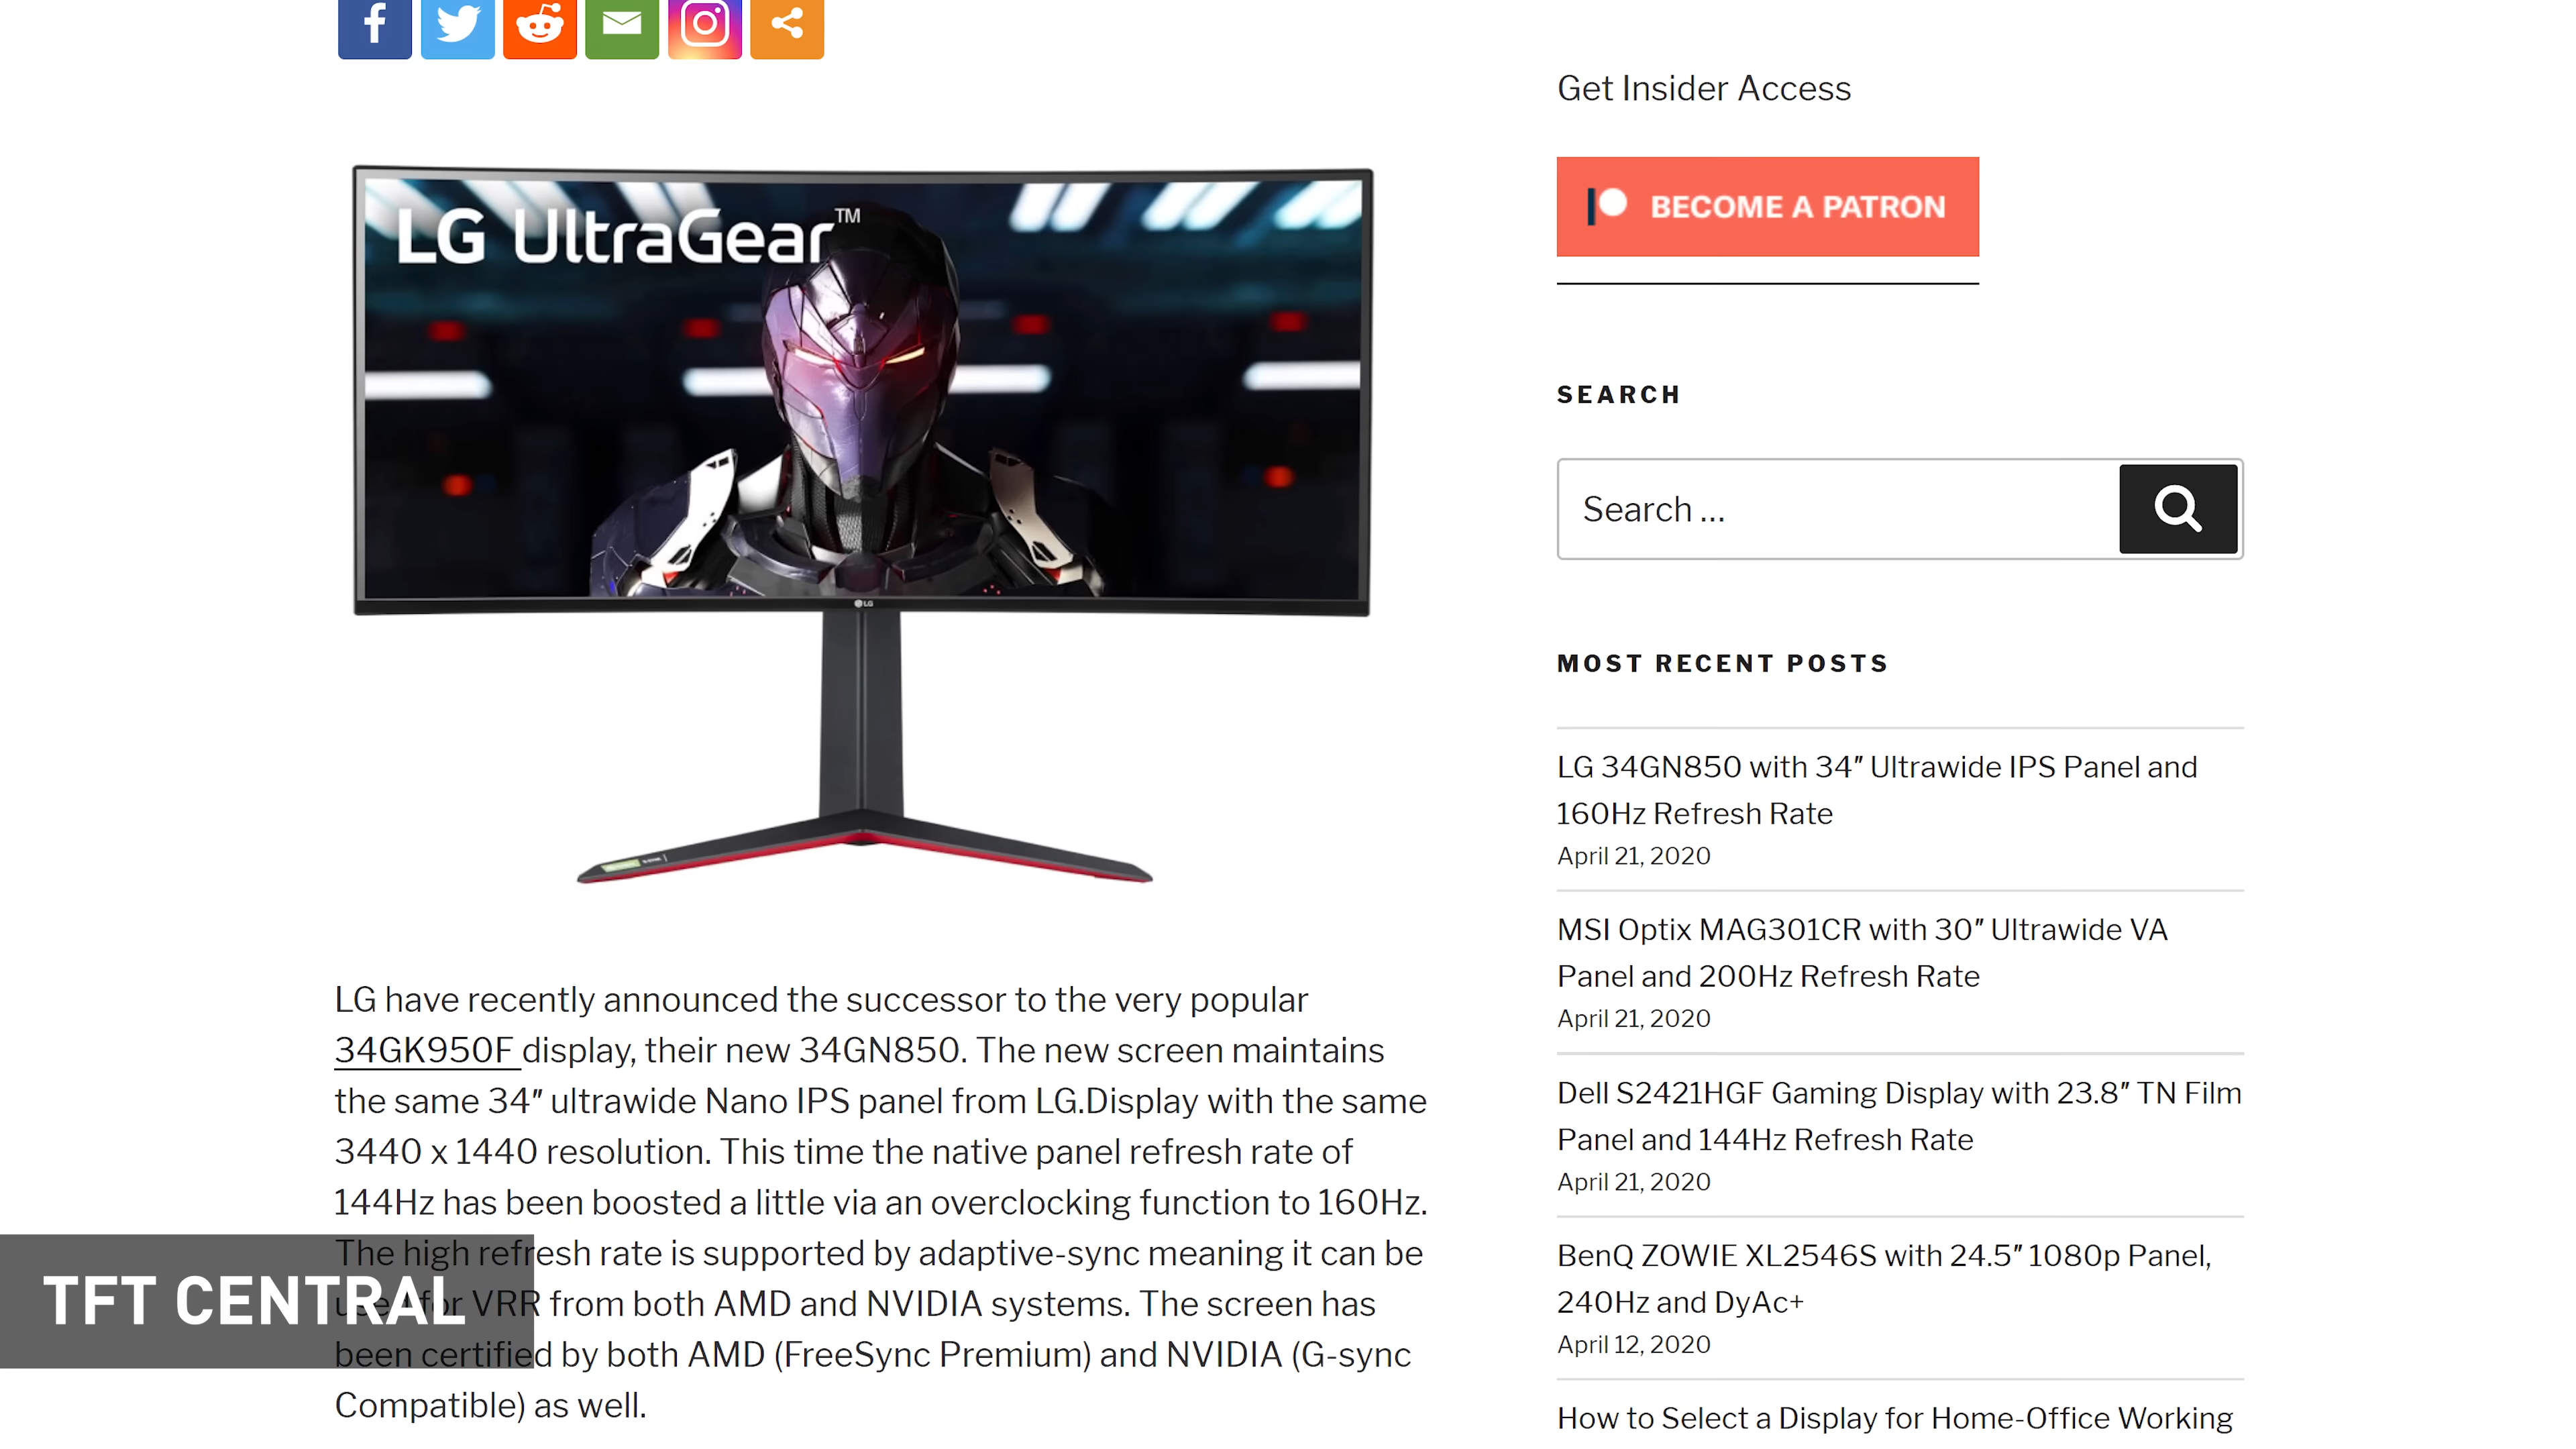 LG UltraGear™
LG
LG have recently announced the successor to the very popular
34GK950F display, their new 34GN850. The new screen maintains
the same 34″ ultrawide Nano IPS panel from LG.Display with the same
3440 x 1440 resolution. This time the native panel refresh rate of
144Hz has been boosted a little via an overclocking function to 160Hz.
The high refresh rate is supported by adaptive-sync meaning it can be
used for VRR from both AMD and NVIDIA systems. The screen has
been certified by both AMD (FreeSync Premium) and NVIDIA (G-sync
Compatible) as well.
TFT CENTRAL
Get Insider Access
BECOME A PATRON
SEARCH
Search ...
MOST RECENT POSTS
LG 34GN850 with 34″ Ultrawide IPS Panel and
160Hz Refresh Rate
April 21, 2020
MSI Optix MAG301CR with 30″ Ultrawide VA
Panel and 200Hz Refresh Rate
April 21, 2020
Dell S2421HGF Gaming Display with 23.8″ TN Film
Panel and 144Hz Refresh Rate
April 21, 2020
BenQ ZOWIE XL2546S with 24.5″ 1080p Panel,
240Hz and DyAc+
April 12, 2020
How to Select a Display for Home-Office Working